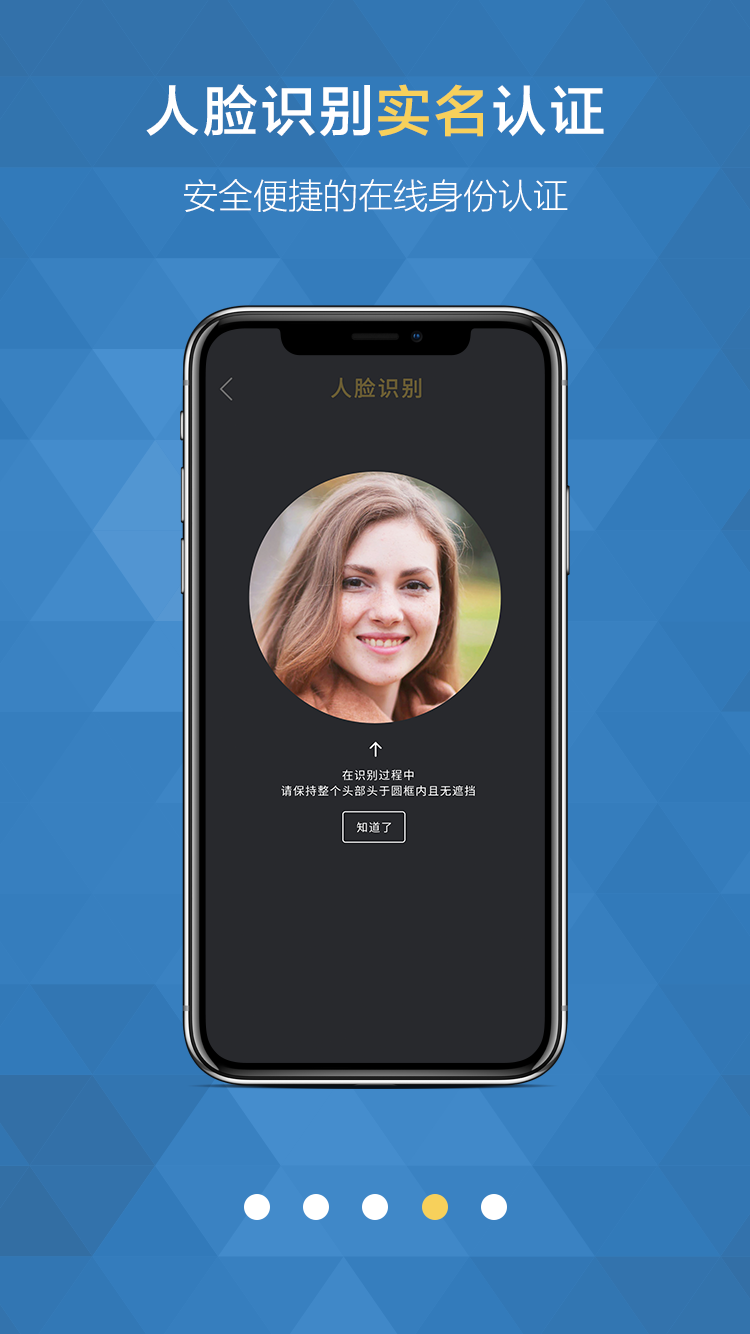 人脸识别实名认证
安全便捷的在线身份认证
人脸识别
在识别过程中
请保持整个头部头于圆框内且无遮挡
知道了